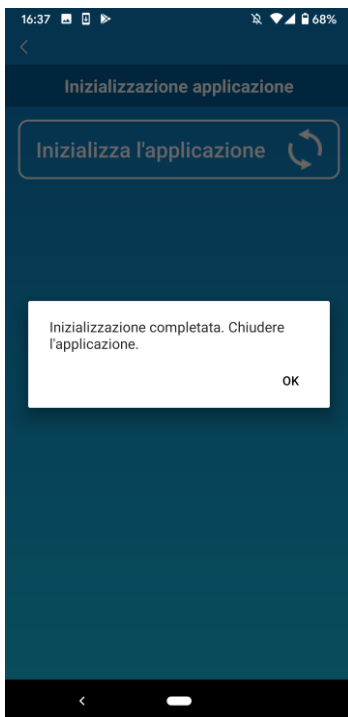 16:37 68%
Inizializzazione applicazione
Inizializza l'applicazione
Inizializzazione completata. Chiudere
l'applicazione.
OK